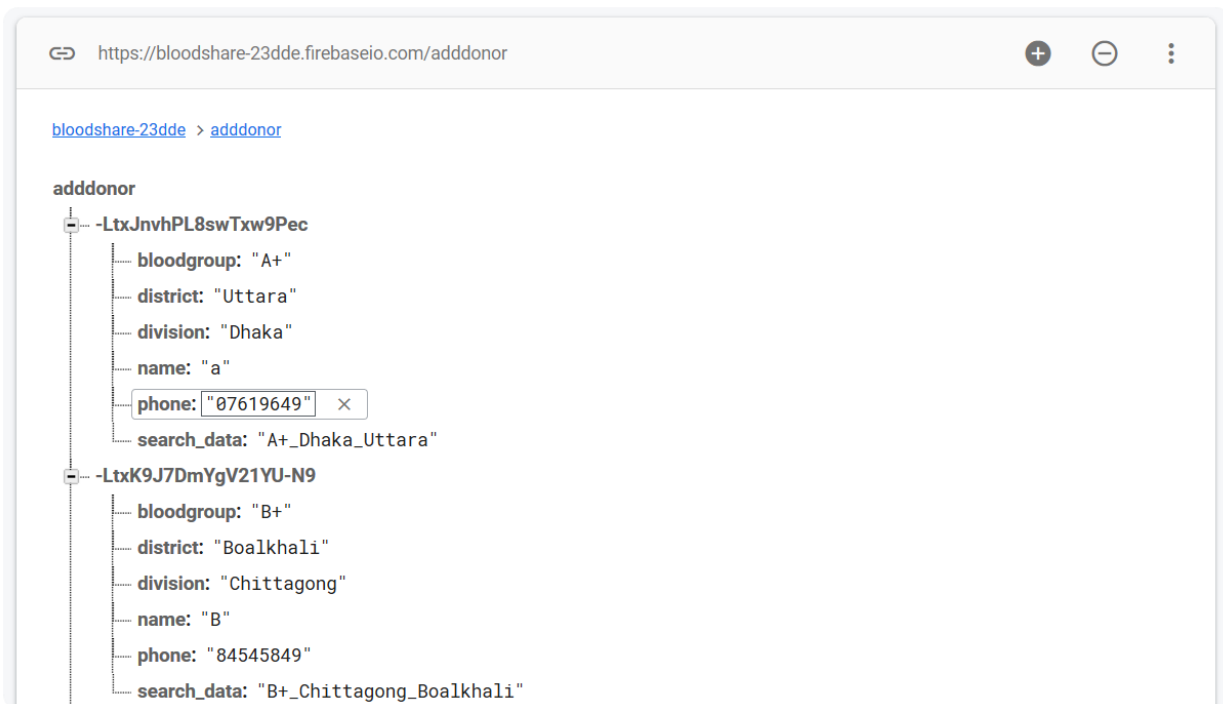 https://bloodshare-23dde.firebaseio.com/adddonor
bloodshare-23dde > adddonor
adddonor
-LtxJnvhPL8swTxw9Pec
bloodgroup: "A+"
district: "Uttara"
division: "Dhaka"
name: "a"
phone: "07619649" ×
search_data: "A+_Dhaka_Uttara"
-LtxK9J7DmYgV21YU-N9
bloodgroup: "B+"
district: "Boalkhali"
division: "Chittagong"
name: "B"
phone: "84545849"
search_data: "B+_Chittagong_Boalkhali"